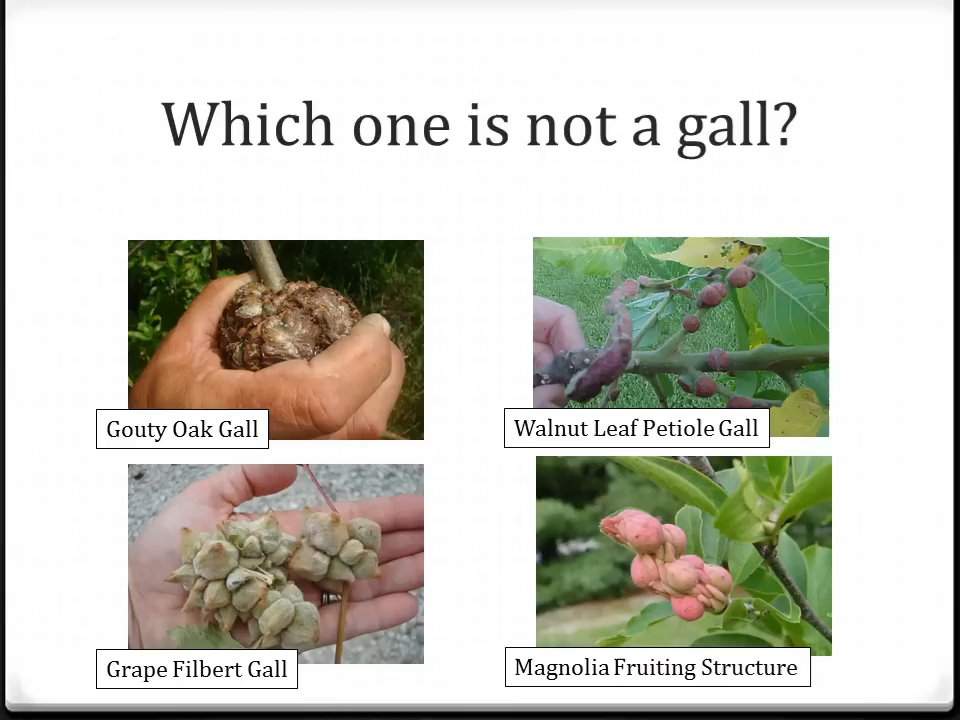 Which one is not a gall?
Gouty Oak Gall
Walnut Leaf Petiole Gall
Grape Filbert Gall
Magnolia Fruiting Structure